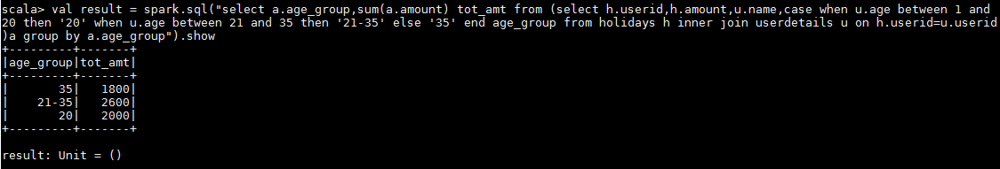 scala> val result = spark.sql("select a.age_group,sum(a.amount) tot_amt from (select h.userid,h.amount,u.name,case when u.age between 1 and
20 then '20' when u.age between 21 and 35 then '21-35' else '35' end age_group from holidays h inner join userdetails u on h.userid=u.userid
)a group by a.age_group").show
+---------+-------+
|age_group|tot_amt|
+---------+-------+
|       35|   1800|
|    21-35|   2600|
|       20|   2000|
+---------+-------+
result: Unit = ()